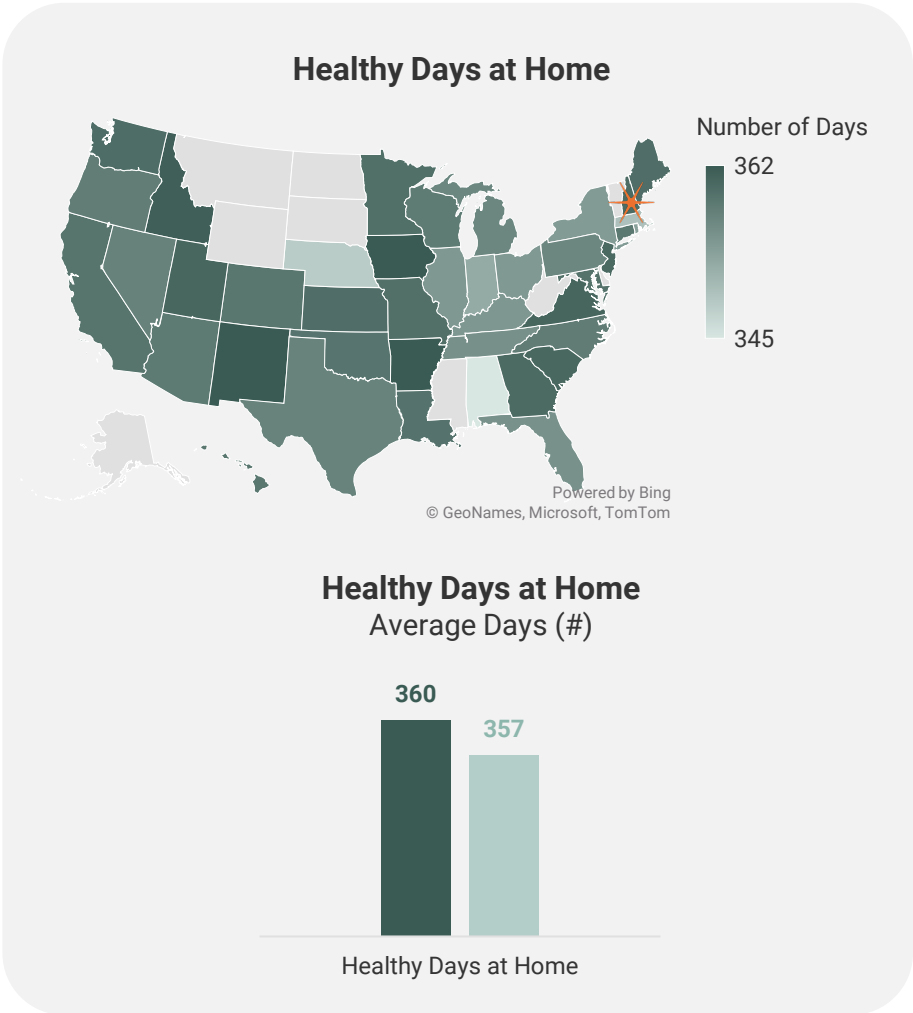 Healthy Days at Home
Number of Days
362
345
Powered by Bing
© GeoNames, Microsoft, TomTom
Healthy Days at Home
Average Days (#)
360
357
Healthy Days at Home